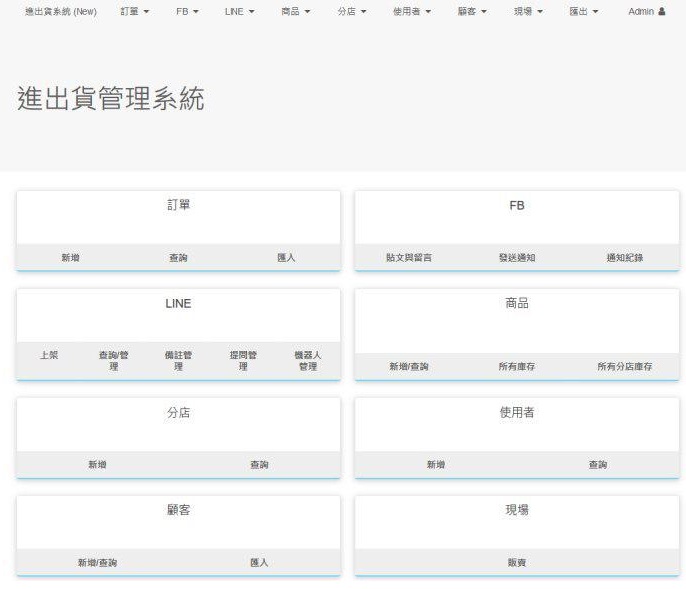 進出貨系統 (New) 訂單 FB LINE 商品 分店 使用者 顧客 現場 匯出 Admin
進出貨管理系統
訂單
新增 查詢 匯入
FB
貼文與留言 發送通知 通知紀錄
LINE
上架 查詢/管理 備註管理 提問管理 機器人管理
商品
新增/查詢 所有庫存 所有分店庫存
分店
新增 查詢
使用者
新增 查詢
顧客
新增/查詢 匯入
現場
販賣